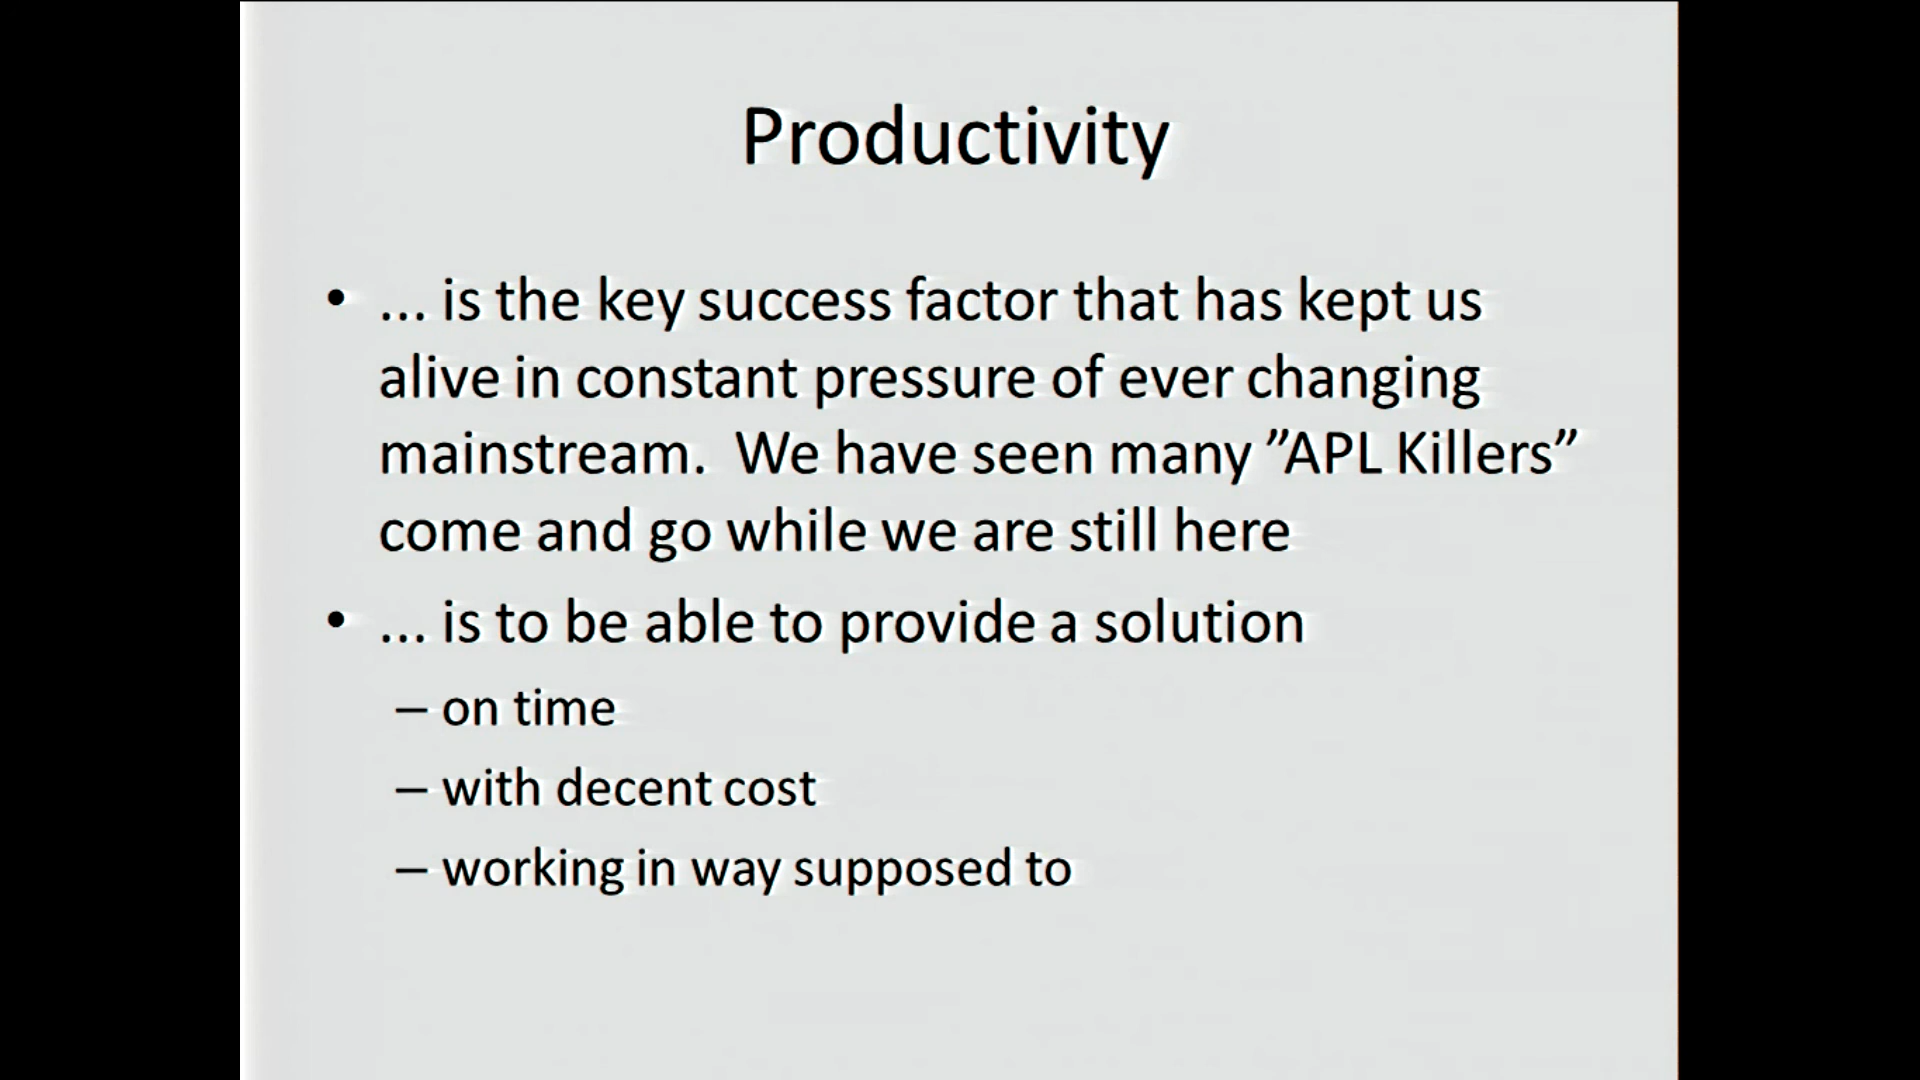 Productivity
• ... is the key success factor that has kept us
alive in constant pressure of ever changing
mainstream.  We have seen many ”APL Killers”
come and go while we are still here
• ... is to be able to provide a solution
– on time
– with decent cost
– working in way supposed to